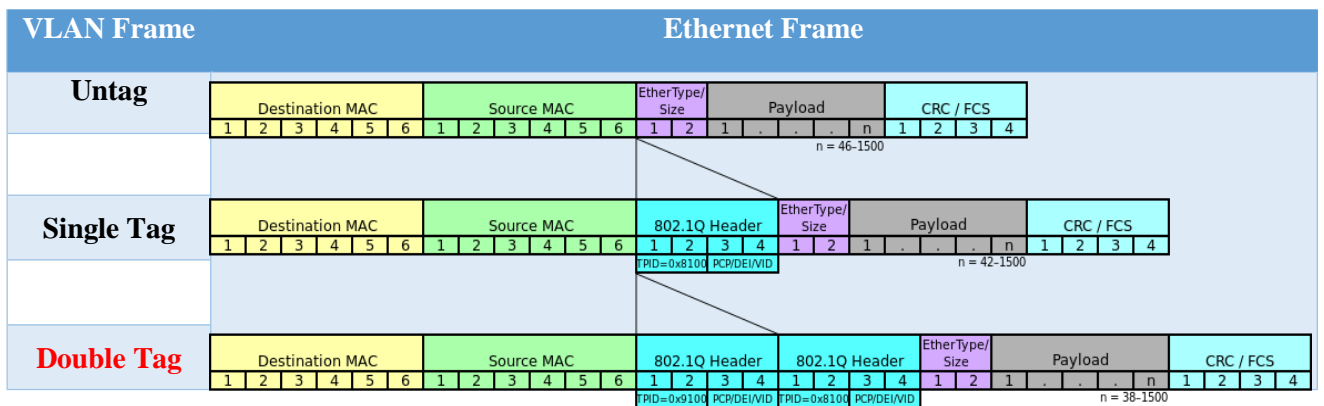 VLAN Frame Ethernet Frame
Untag
EtherType/
Destination MAC Source MAC Size Payload CRC / FCS
1 2 3 4 5 6 1 2 3 4 5 6 1 2 1 . . . n 1 2 3 4
n = 46–1500
Single Tag
EtherType/
Destination MAC Source MAC 802.1Q Header Size Payload CRC / FCS
1 2 3 4 5 6 1 2 3 4 5 6 1 2 3 4 1 2 1 . . . n 1 2 3 4
TPID=0x8100 PCP/DEI/VID n = 42–1500
Double Tag
EtherType/
Destination MAC Source MAC 802.1Q Header 802.1Q Header Size Payload CRC / FCS
1 2 3 4 5 6 1 2 3 4 5 6 1 2 3 4 1 2 3 4 1 2 1 . . . n 1 2 3 4
TPID=0x9100 PCP/DEI/VID TPID=0x8100 PCP/DEI/VID n = 38–1500